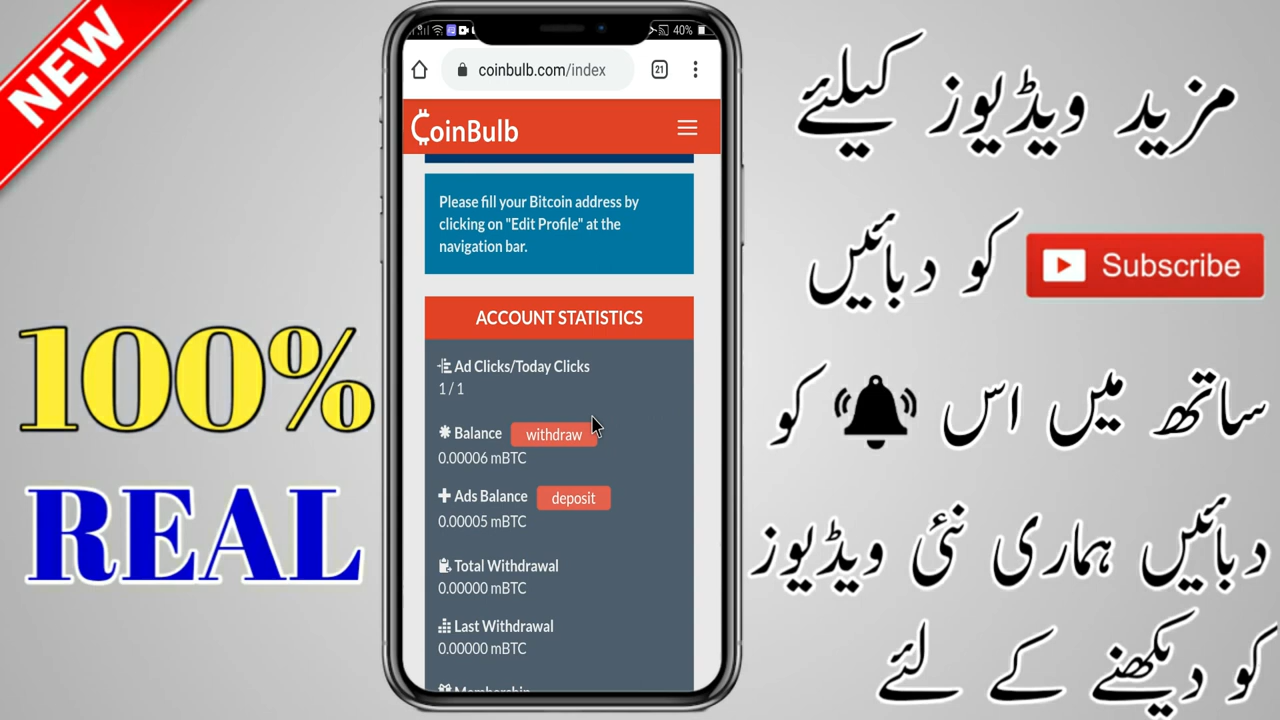 NEW
100%
REAL
40%
coinbulb.com/index
21
CoinBulb
Please fill your Bitcoin address by
clicking on "Edit Profile" at the
navigation bar.
ACCOUNT STATISTICS
Ad Clicks/Today Clicks
1 / 1
Balance withdraw
0.00006 mBTC
Ads Balance deposit
0.00005 mBTC
Total Withdrawal
0.00000 mBTC
Last Withdrawal
0.00000 mBTC
Membership
مزید ویڈیوز کیلئے
Subscribe کو دبائیں
ساتھ میں اس کو
دبائیں ہماری نئی ویڈیوز
کو دیکھنے کے لئے